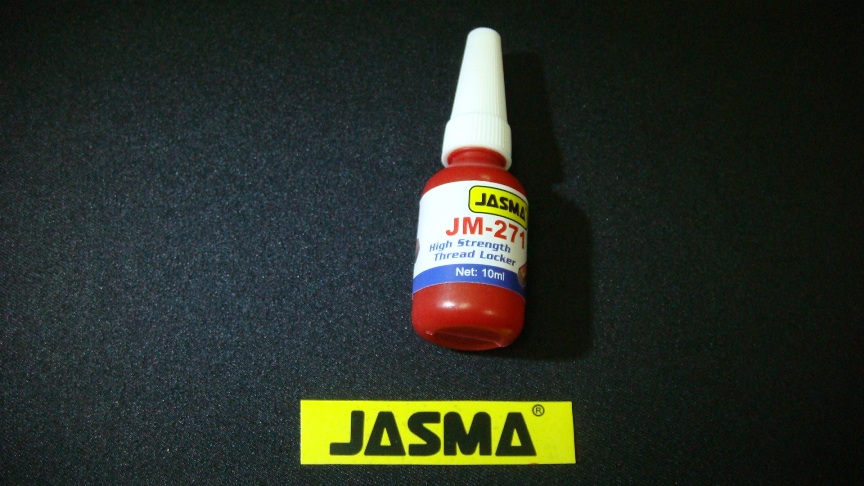 JASMA
JM-271
High Strength
Thread Locker
Net: 10ml
JASMA®